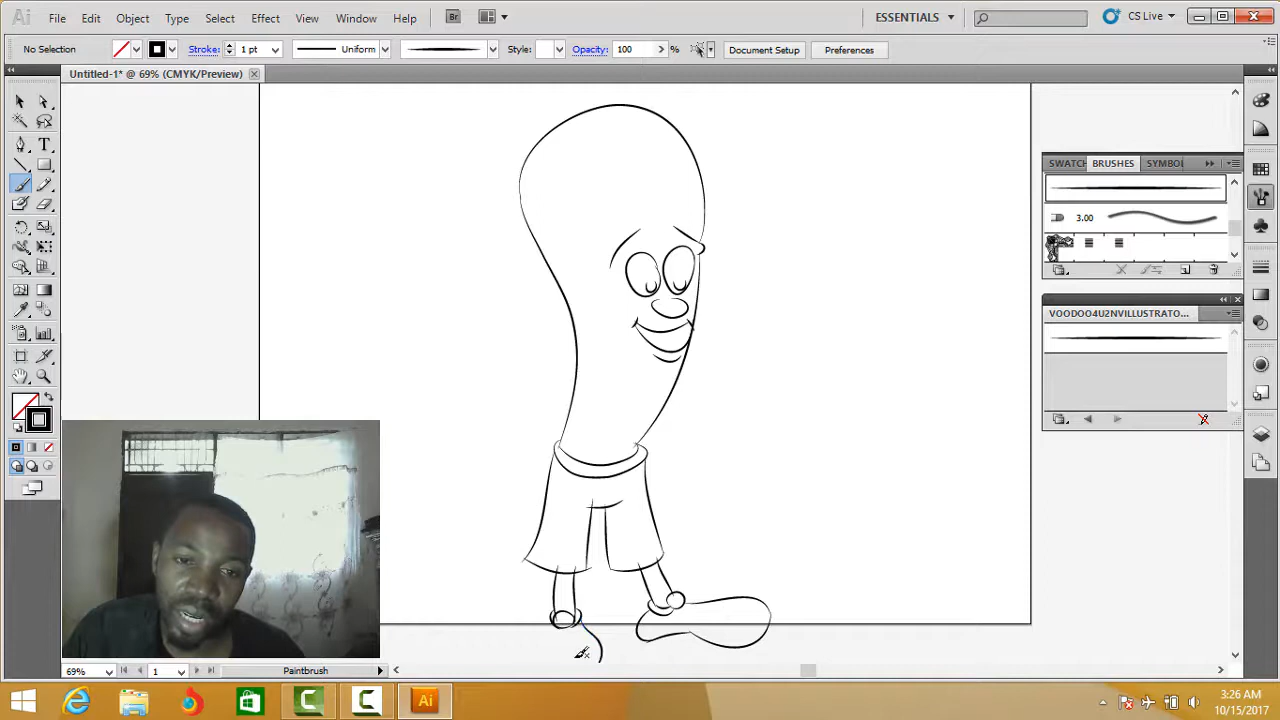 Ai File Edit Object Type Select Effect View Window Help Br ESSENTIALS CS Live
No Selection Stroke: 1 pt Uniform Style: Opacity: 100 % Document Setup Preferences
Untitled-1* @ 69% (CMYK/Preview)
SWATCH BRUSHES SYMBOL
3.00
VOODOO4U2NVILLUSTRATO...
69% 1 Paintbrush
Ai
3:26 AM
10/15/2017